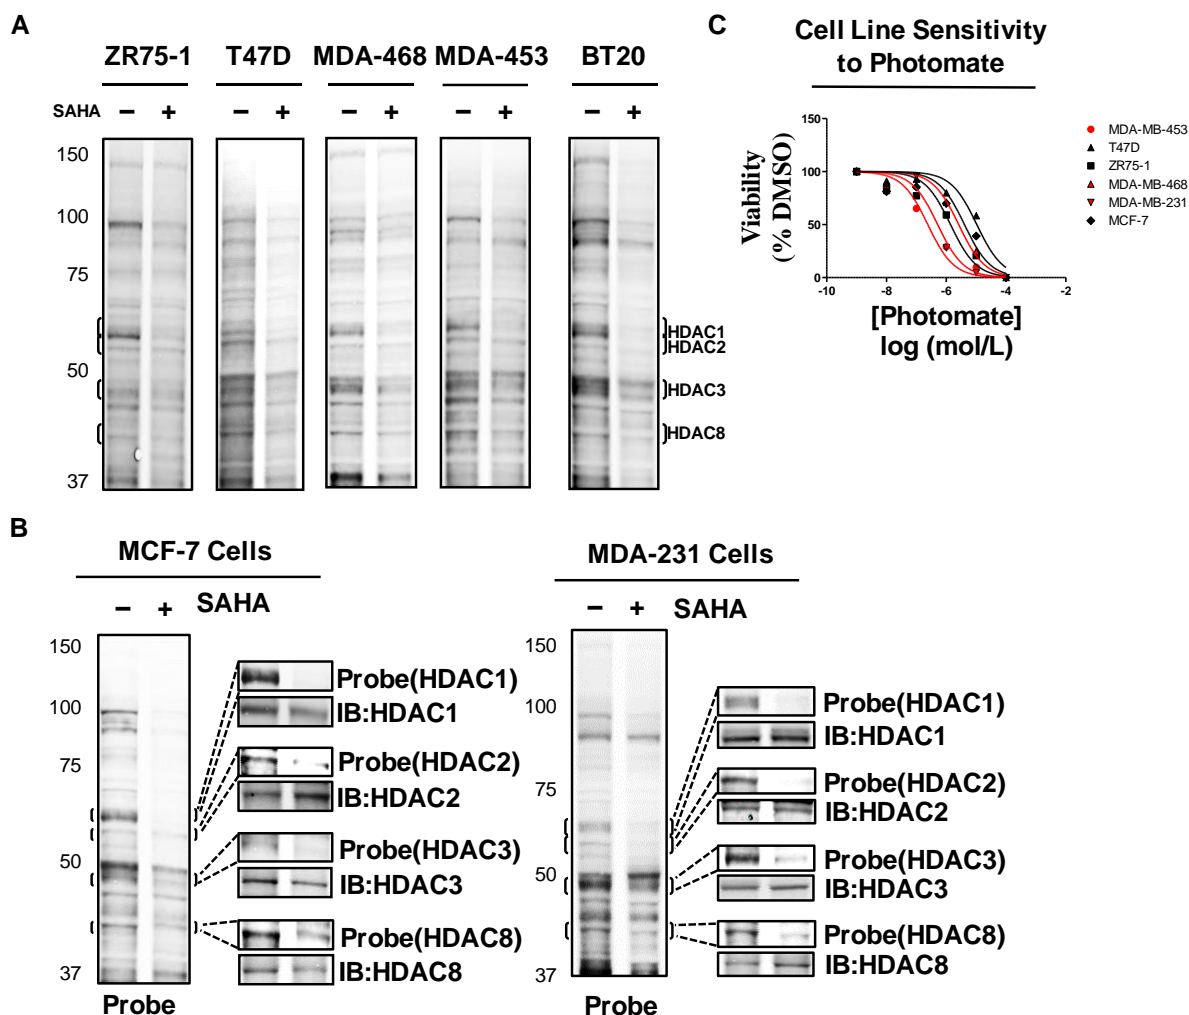 A
ZR75-1 T47D MDA-468 MDA-453 BT20
SAHA − + − + − + − + − +
150
100
75
50
37
HDAC1
HDAC2
HDAC3
HDAC8
C
Cell Line Sensitivity
to Photomate
Viability
(% DMSO)
150
100
50
0
-10 -8 -6 -4 -2
[Photomate]
log (mol/L)
MDA-MB-453
T47D
ZR75-1
MDA-MB-468
MDA-MB-231
MCF-7
B
MCF-7 Cells
− + SAHA
150
100
75
50
37
Probe(HDAC1)
IB:HDAC1
Probe(HDAC2)
IB:HDAC2
Probe(HDAC3)
IB:HDAC3
Probe(HDAC8)
IB:HDAC8
Probe
MDA-231 Cells
− + SAHA
150
100
75
50
37
Probe(HDAC1)
IB:HDAC1
Probe(HDAC2)
IB:HDAC2
Probe(HDAC3)
IB:HDAC3
Probe(HDAC8)
IB:HDAC8
Probe